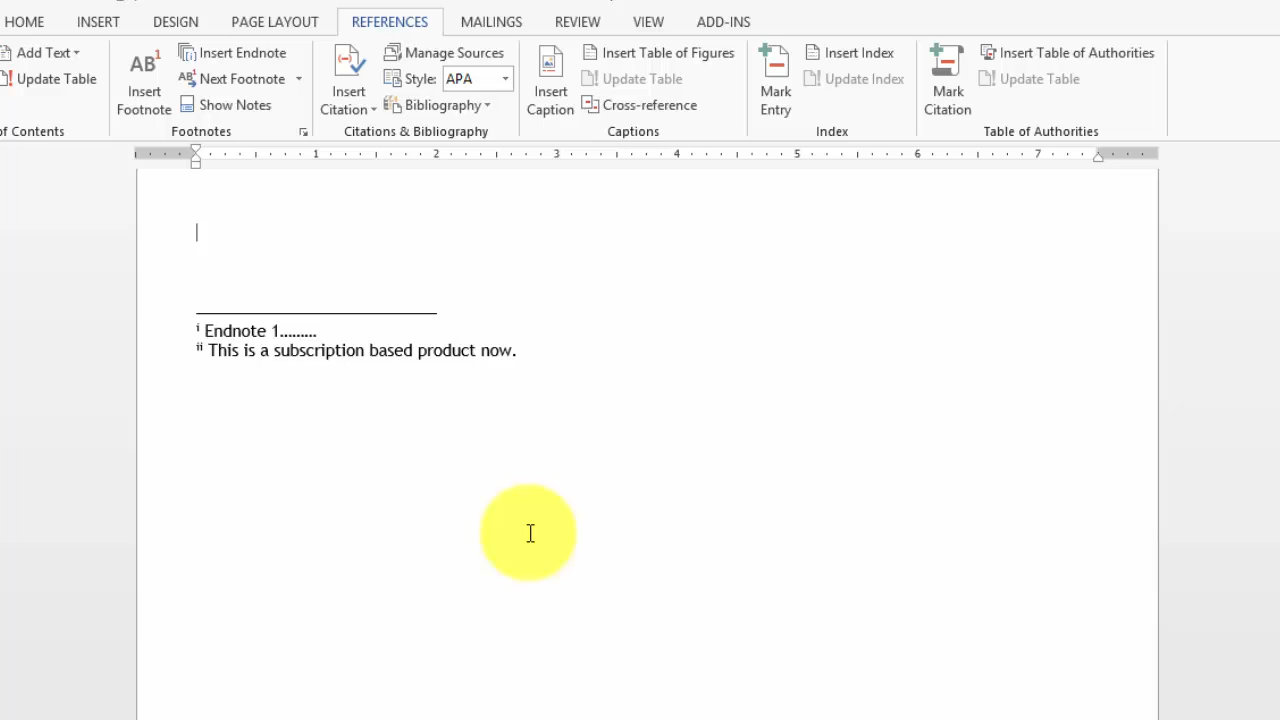 HOME INSERT DESIGN PAGE LAYOUT REFERENCES MAILINGS REVIEW VIEW ADD-INS
Add Text
Update Table
of Contents
AB1
Insert
Footnote
Insert Endnote
AB1 Next Footnote
Show Notes
Footnotes
Insert
Citation
Manage Sources
Style: APA
Bibliography
Citations & Bibliography
Insert
Caption
Insert Table of Figures
Update Table
Cross-reference
Captions
Mark
Entry
Insert Index
Update Index
Index
Mark
Citation
Insert Table of Authorities
Update Table
Table of Authorities
1 2 3 4 5 6 7
i Endnote 1.........
ii This is a subscription based product now.